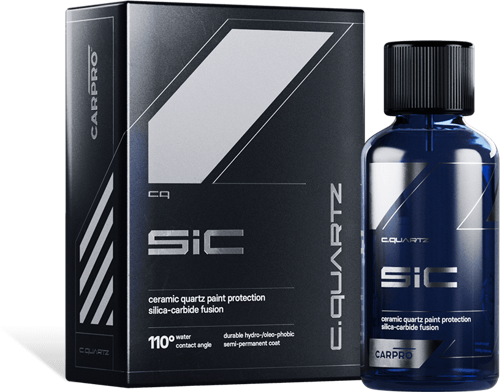 CARPRO
CQ
SiC
ceramic quartz paint protection
silica-carbide fusion
110° water
contact angle
durable hydro-/oleo-phobic
semi-permanent coat
C.QUARTZ
C.QUARTZ
SiC
ceramic quartz paint protection
silica-carbide fusion
CARPRO